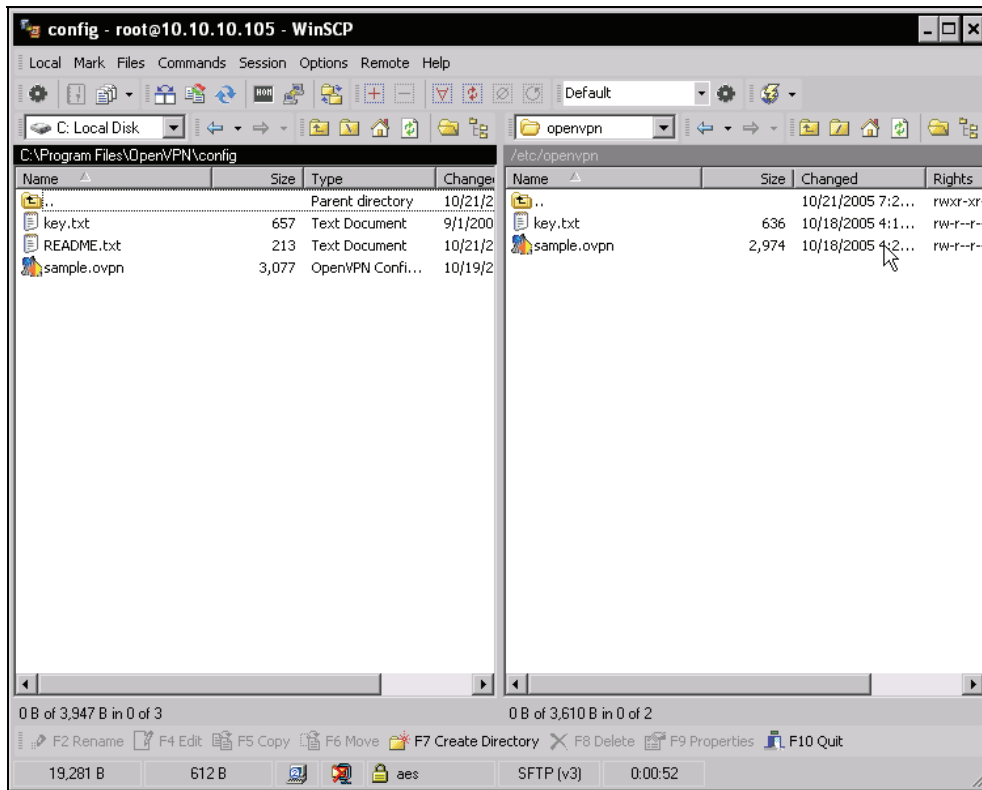 config - root@10.10.10.105 - WinSCP
Local Mark Files Commands Session Options Remote Help
Default
C: Local Disk
openvpn
C:\Program Files\OpenVPN\config
/etc/openvpn
Name Size Type Change
Name Size Changed Rights
.. Parent directory 10/21/2
.. 10/21/2005 7:2... rwxr-xr-
key.txt 657 Text Document 9/1/200
key.txt 636 10/18/2005 4:1... rw-r--r--
README.txt 213 Text Document 10/21/2
sample.ovpn 2,974 10/18/2005 4:2... rw-r--r--
sample.ovpn 3,077 OpenVPN Confi... 10/19/2
0 B of 3,947 B in 0 of 3
0 B of 3,610 B in 0 of 2
F2 Rename F4 Edit F5 Copy F6 Move F7 Create Directory F8 Delete F9 Properties F10 Quit
19,281 B 612 B aes SFTP (v3) 0:00:52